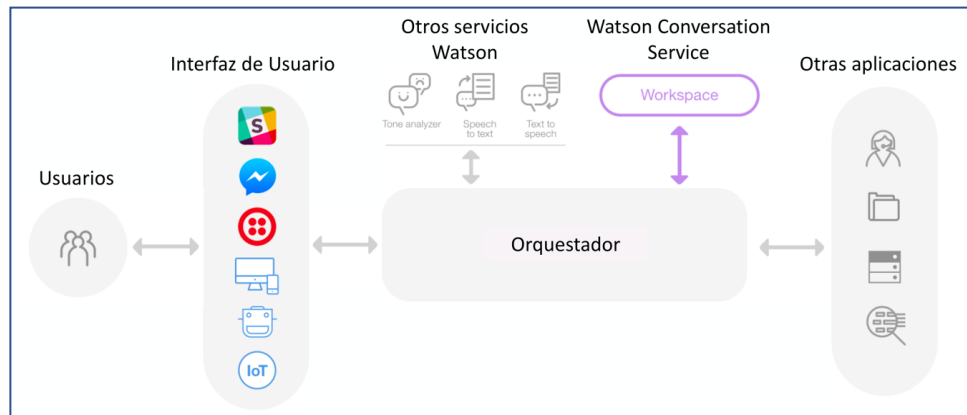 Otros servicios
Watson
Watson Conversation
Service
Interfaz de Usuario
Otras aplicaciones
Workspace
Tone analyzer
Speech
to text
Text to
speech
Usuarios
Orquestador
S
IoT